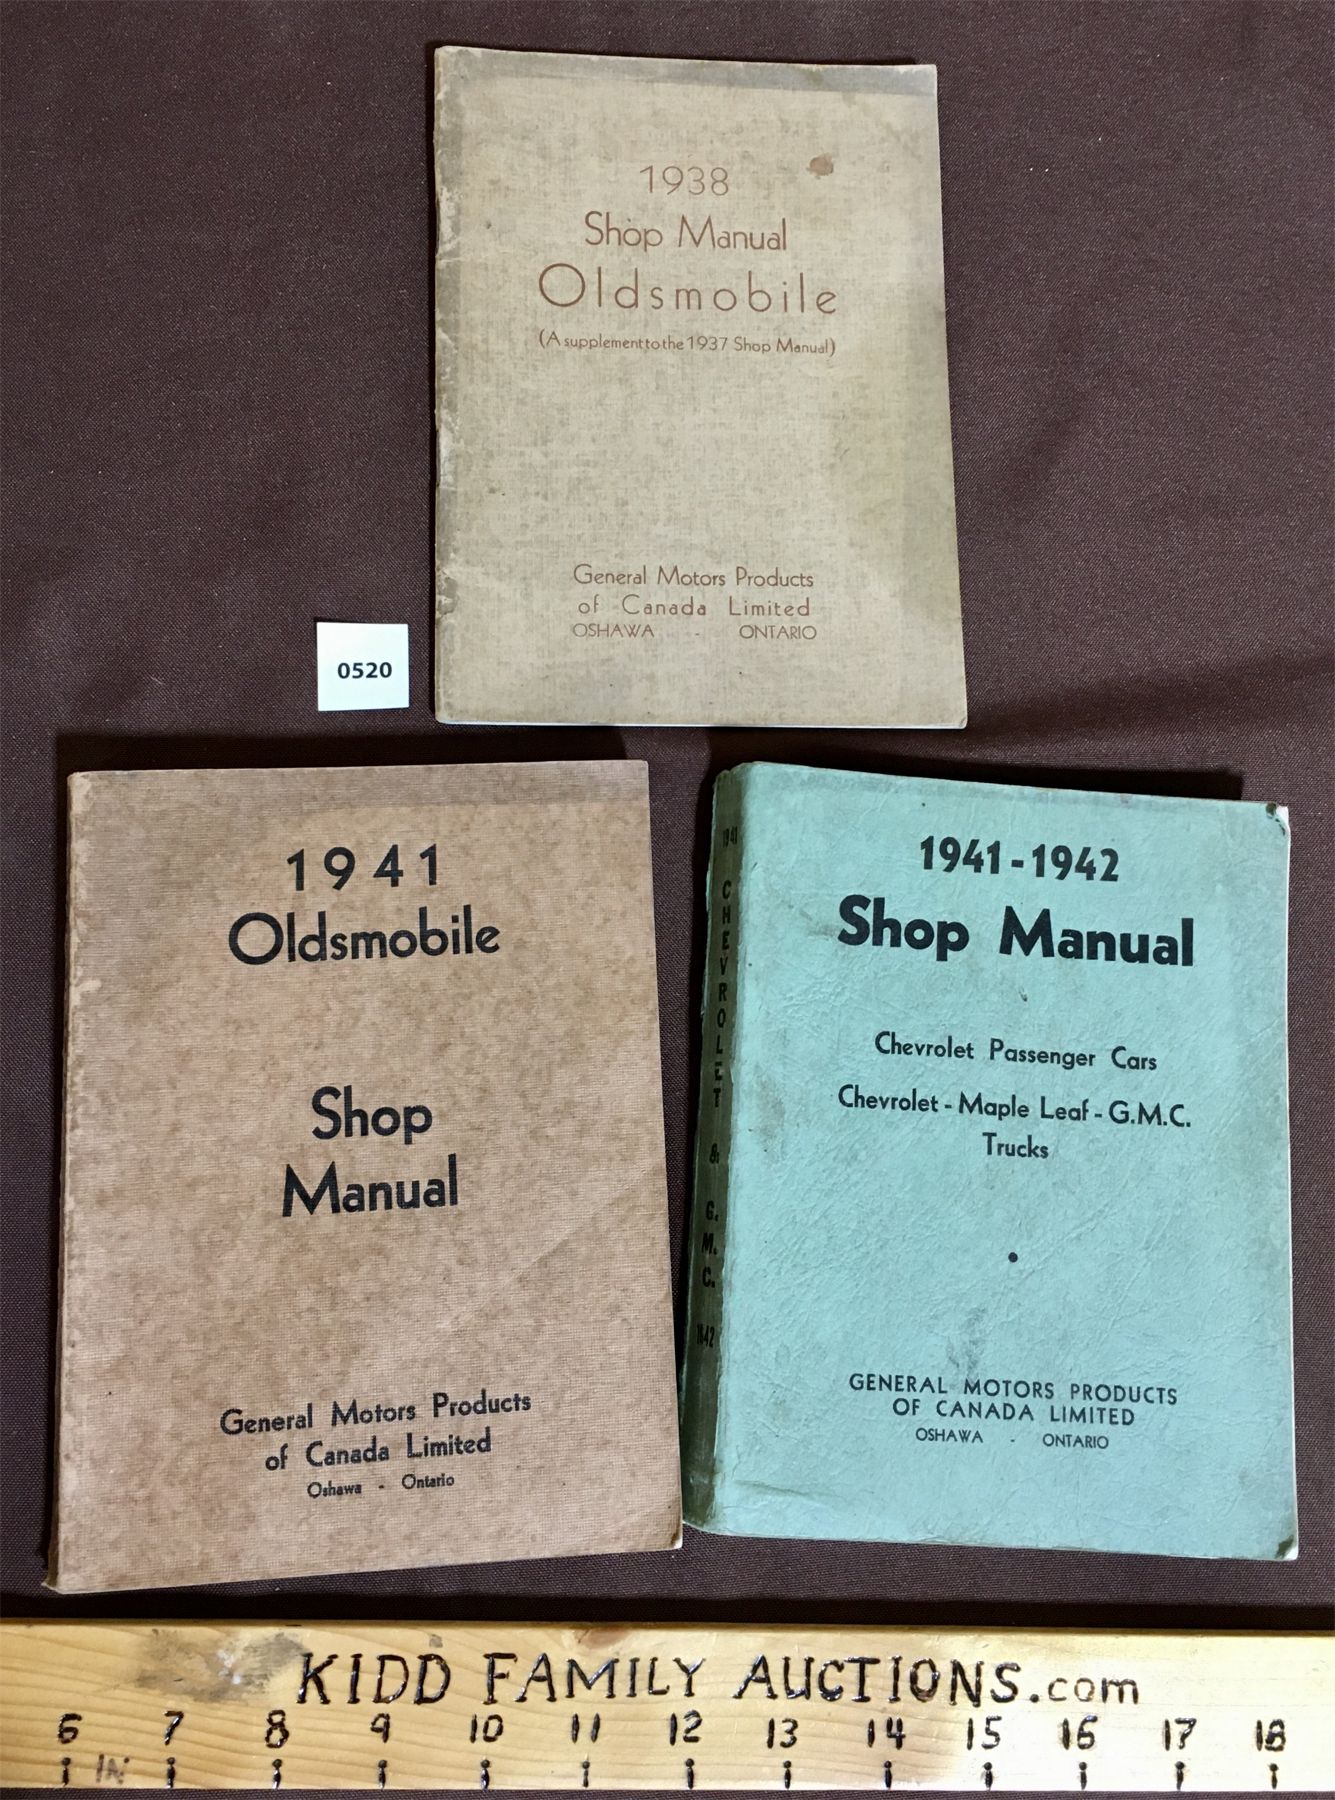 1938
Shop Manual
Oldsmobile
(A supplement to the 1937 Shop Manual)
General Motors Products
of Canada Limited
OSHAWA - ONTARIO
0520
1941
Oldsmobile
Shop
Manual
General Motors Products
of Canada Limited
Oshawa - Ontario
1941 CHEVROLET & G.M.C. 1942
1941-1942
Shop Manual
Chevrolet Passenger Cars
Chevrolet - Maple Leaf - G.M.C.
Trucks
GENERAL MOTORS PRODUCTS
OF CANADA LIMITED
OSHAWA - ONTARIO
KIDD FAMILY AUCTIONS.com
6 7 8 9 10 11 12 13 14 15 16 17 18
IN